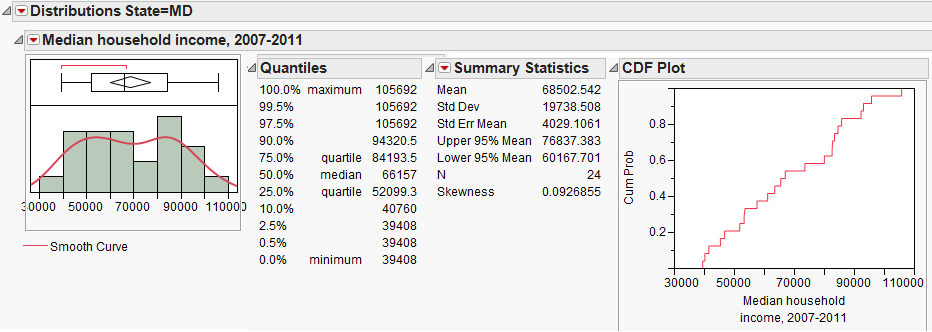 Distributions State=MD
Median household income, 2007-2011
30000 50000 70000 90000 110000
Smooth Curve
Quantiles
100.0% maximum 105692
99.5% 105692
97.5% 105692
90.0% 94320.5
75.0% quartile 84193.5
50.0% median 66157
25.0% quartile 52099.3
10.0% 40760
2.5% 39408
0.5% 39408
0.0% minimum 39408
Summary Statistics
Mean 68502.542
Std Dev 19738.508
Std Err Mean 4029.1061
Upper 95% Mean 76837.383
Lower 95% Mean 60167.701
N 24
Skewness 0.0926855
CDF Plot
Cum Prob
0.8
0.6
0.4
0.2
30000 50000 70000 90000 110000
Median household
income, 2007-2011